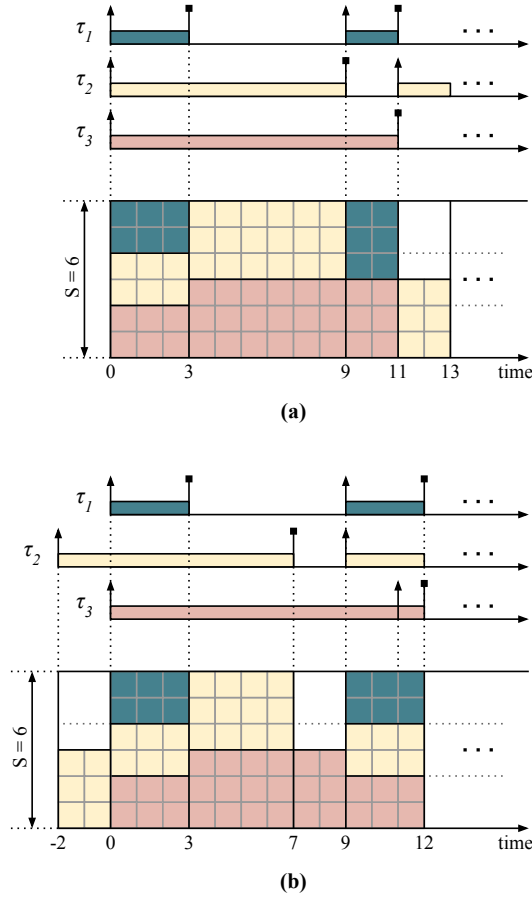 τ1
. . .
τ2
. . .
τ3
. . .
S = 6
. . .
0 3 9 11 13 time
(a)
τ1
. . .
τ2
. . .
τ3
. . .
S = 6
. . .
-2 0 3 7 9 12 time
(b)